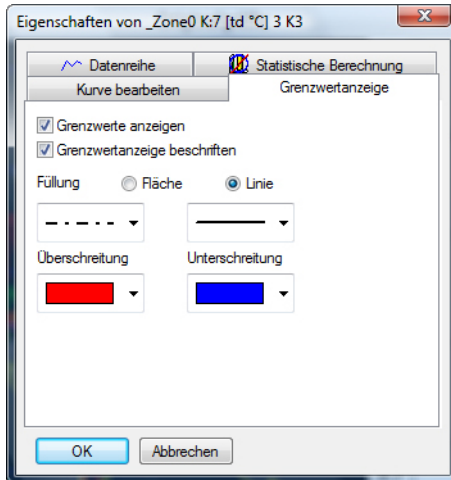 Eigenschaften von _Zone0 K:7 [td °C] 3 K3
Datenreihe Statistische Berechnung
Kurve bearbeiten Grenzwertanzeige
Grenzwerte anzeigen
Grenzwertanzeige beschriften
Füllung Fläche Linie
Überschreitung Unterschreitung
OK Abbrechen